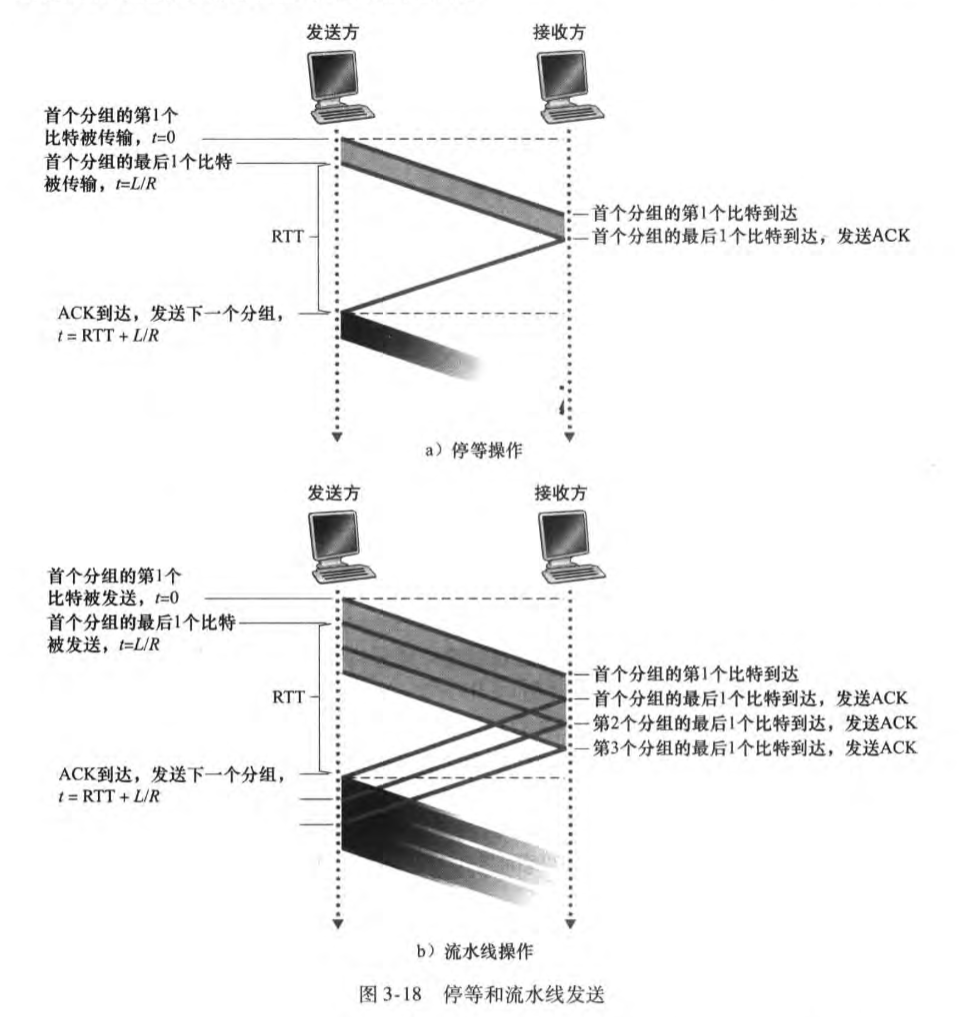 发送方
接收方
首个分组的第1个
比特被传输，t=0
首个分组的最后1个比特
被传输，t=L/R
RTT
首个分组的第1个比特到达
首个分组的最后1个比特到达，发送ACK
ACK到达，发送下一个分组，
t = RTT + L/R
a）停等操作
发送方
接收方
首个分组的第1个
比特被发送，t=0
首个分组的最后1个比特
被发送，t=L/R
RTT
首个分组的第1个比特到达
首个分组的最后1个比特到达，发送ACK
第2个分组的最后1个比特到达，发送ACK
第3个分组的最后1个比特到达，发送ACK
ACK到达，发送下一个分组，
t = RTT + L/R
b）流水线操作
图 3-18 停等和流水线发送